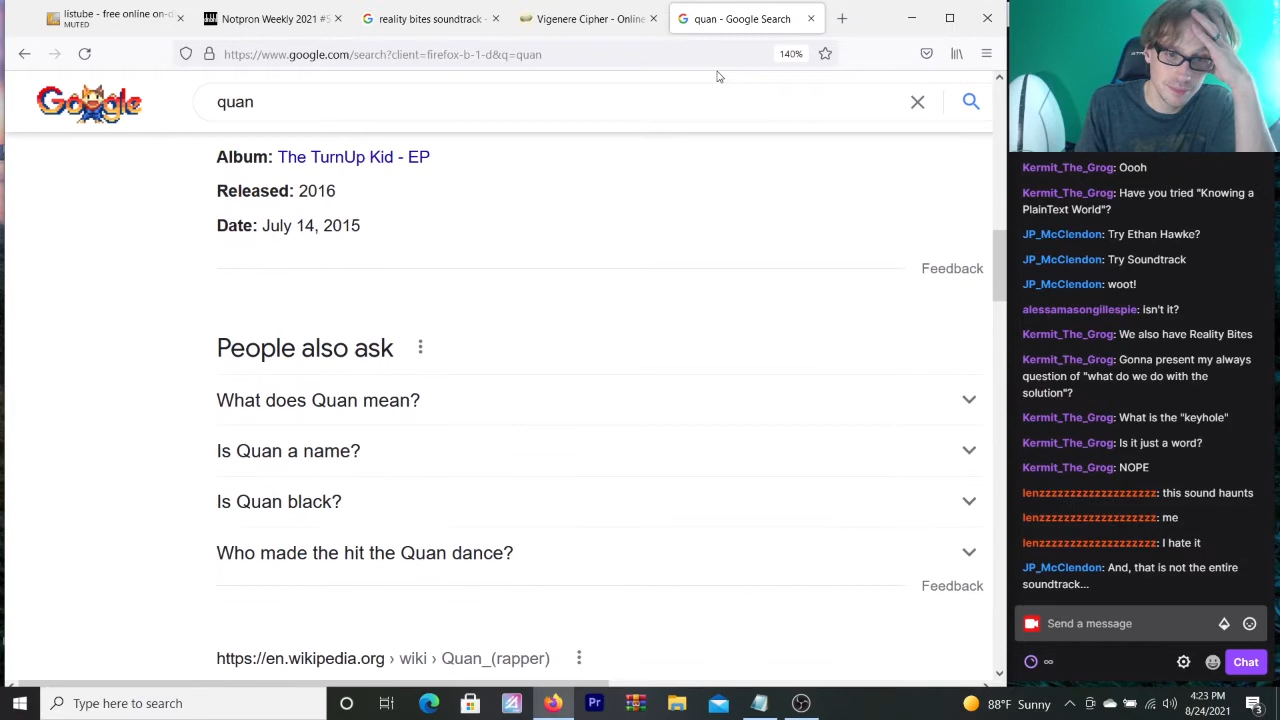 listube - free online on-d
MUTED
Notpron Weekly 2021 #5
reality bites soundtrack -
Vigenere Cipher - Online
quan - Google Search
https://www.google.com/search?client=firefox-b-1-d&q=quan
140%
Google
quan
Album: The TurnUp Kid - EP
Released: 2016
Date: July 14, 2015
Feedback
People also ask
What does Quan mean?
Is Quan a name?
Is Quan black?
Who made the hit the Quan dance?
Feedback
https://en.wikipedia.org › wiki › Quan_(rapper)
Kermit_The_Grog: Oooh
Kermit_The_Grog: Have you tried "Knowing a
PlainText World"?
JP_McClendon: Try Ethan Hawke?
JP_McClendon: Try Soundtrack
JP_McClendon: woot!
alessamasongillespie: isn't it?
Kermit_The_Grog: We also have Reality Bites
Kermit_The_Grog: Gonna present my always
question of "what do we do with the
solution"?
Kermit_The_Grog: What is the "keyhole"
Kermit_The_Grog: Is it just a word?
Kermit_The_Grog: NOPE
lenzzzzzzzzzzzzzzzzzzz: this sound haunts
lenzzzzzzzzzzzzzzzzzzz: me
lenzzzzzzzzzzzzzzzzzzz: I hate it
JP_McClendon: And, that is not the entire
soundtrack...
Send a message
Chat
Type here to search
88°F Sunny
4:23 PM
8/24/2021
3